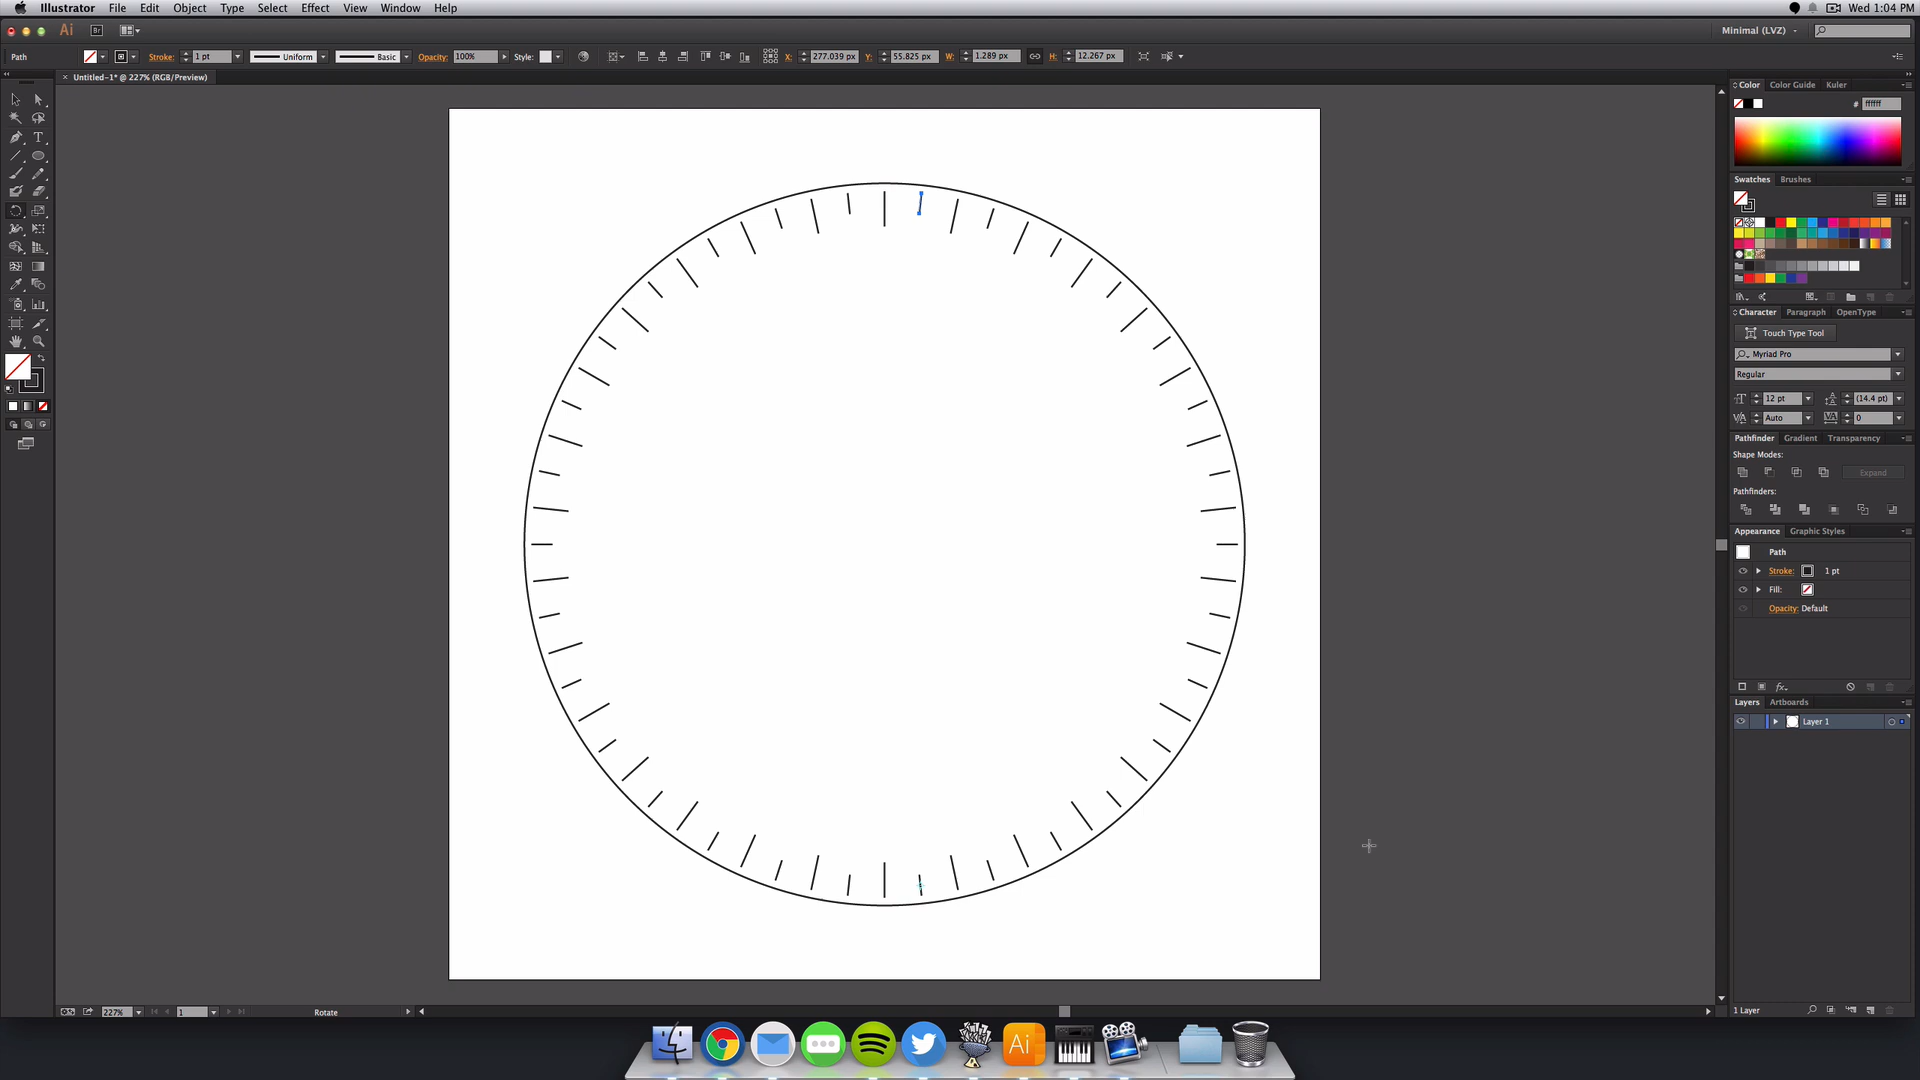 Illustrator File Edit Object Type Select Effect View Window Help Wed 1:04 PM
Ai Br Minimal (LVZ)
Path Stroke: 1 pt Uniform Basic Opacity: 100% Style: X: 277.039 px Y: 55.825 px W: 1.289 px H: 12.267 px
× Untitled-1* @ 227% (RGB/Preview)
Color Color Guide Kuler
# ffffff
Swatches Brushes
Character Paragraph OpenType
Touch Type Tool
Myriad Pro
Regular
12 pt (14.4 pt)
Auto 0
Pathfinder Gradient Transparency
Shape Modes:
Expand
Pathfinders:
Appearance Graphic Styles
Path
Stroke: 1 pt
Fill:
Opacity: Default
Layers Artboards
Layer 1
227% 1 Rotate 1 Layer
Ai